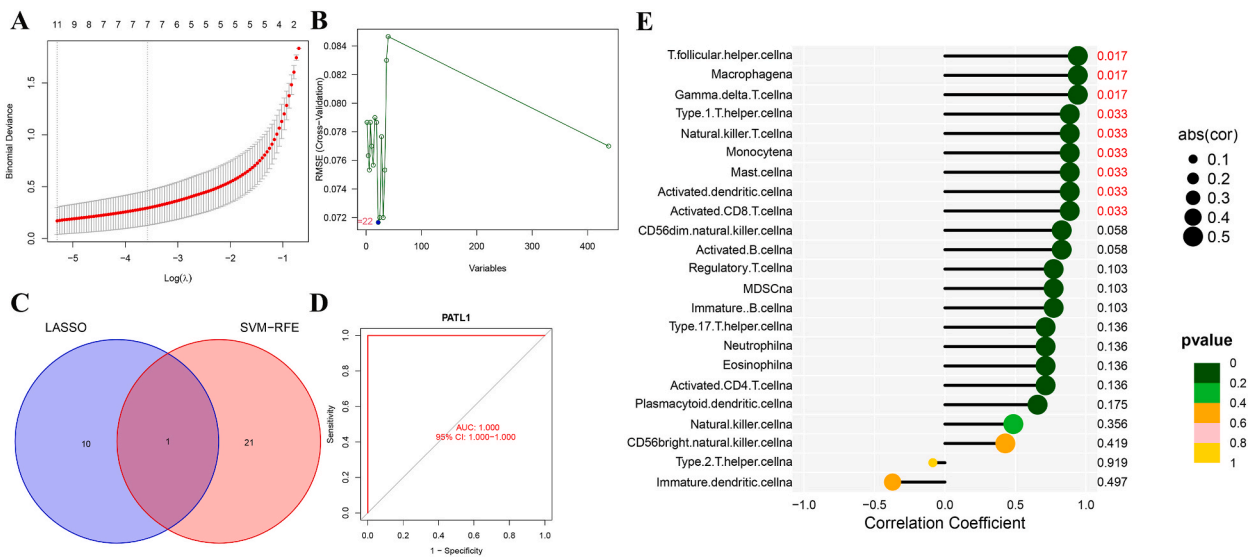 A
11 9 8 7 7 7 7 6 5 5 5 5 5 4 2
Binomial Deviance
1.5
1.0
0.5
0.0
−5 −4 −3 −2 −1
Log(λ)
B
RMSE (Cross−Validation)
0.084
0.082
0.080
0.078
0.076
0.074
0.072
=22
0 100 200 300 400
Variables
C
LASSO SVM−RFE
10 1 21
D
PATL1
Sensitivity
1.0
0.8
0.6
0.4
0.2
0.0
AUC: 1.000
95% CI: 1.000−1.000
0.0 0.2 0.4 0.6 0.8 1.0
1 − Specificity
E
T.follicular.helper.cellna 0.017
Macrophagena 0.017
Gamma.delta.T.cellna 0.017
Type.1.T.helper.cellna 0.033
Natural.killer.T.cellna 0.033
Monocytena 0.033
Mast.cellna 0.033
Activated.dendritic.cellna 0.033
Activated.CD8.T.cellna 0.033
CD56dim.natural.killer.cellna 0.058
Activated.B.cellna 0.058
Regulatory.T.cellna 0.103
MDSCna 0.103
Immature..B.cellna 0.103
Type.17.T.helper.cellna 0.136
Neutrophilna 0.136
Eosinophilna 0.136
Activated.CD4.T.cellna 0.136
Plasmacytoid.dendritic.cellna 0.175
Natural.killer.cellna 0.356
CD56bright.natural.killer.cellna 0.419
Type.2.T.helper.cellna 0.919
Immature.dendritic.cellna 0.497
−1.0 −0.5 0.0 0.5 1.0
Correlation Coefficient
abs(cor)
0.1
0.2
0.3
0.4
0.5
pvalue
0
0.2
0.4
0.6
0.8
1